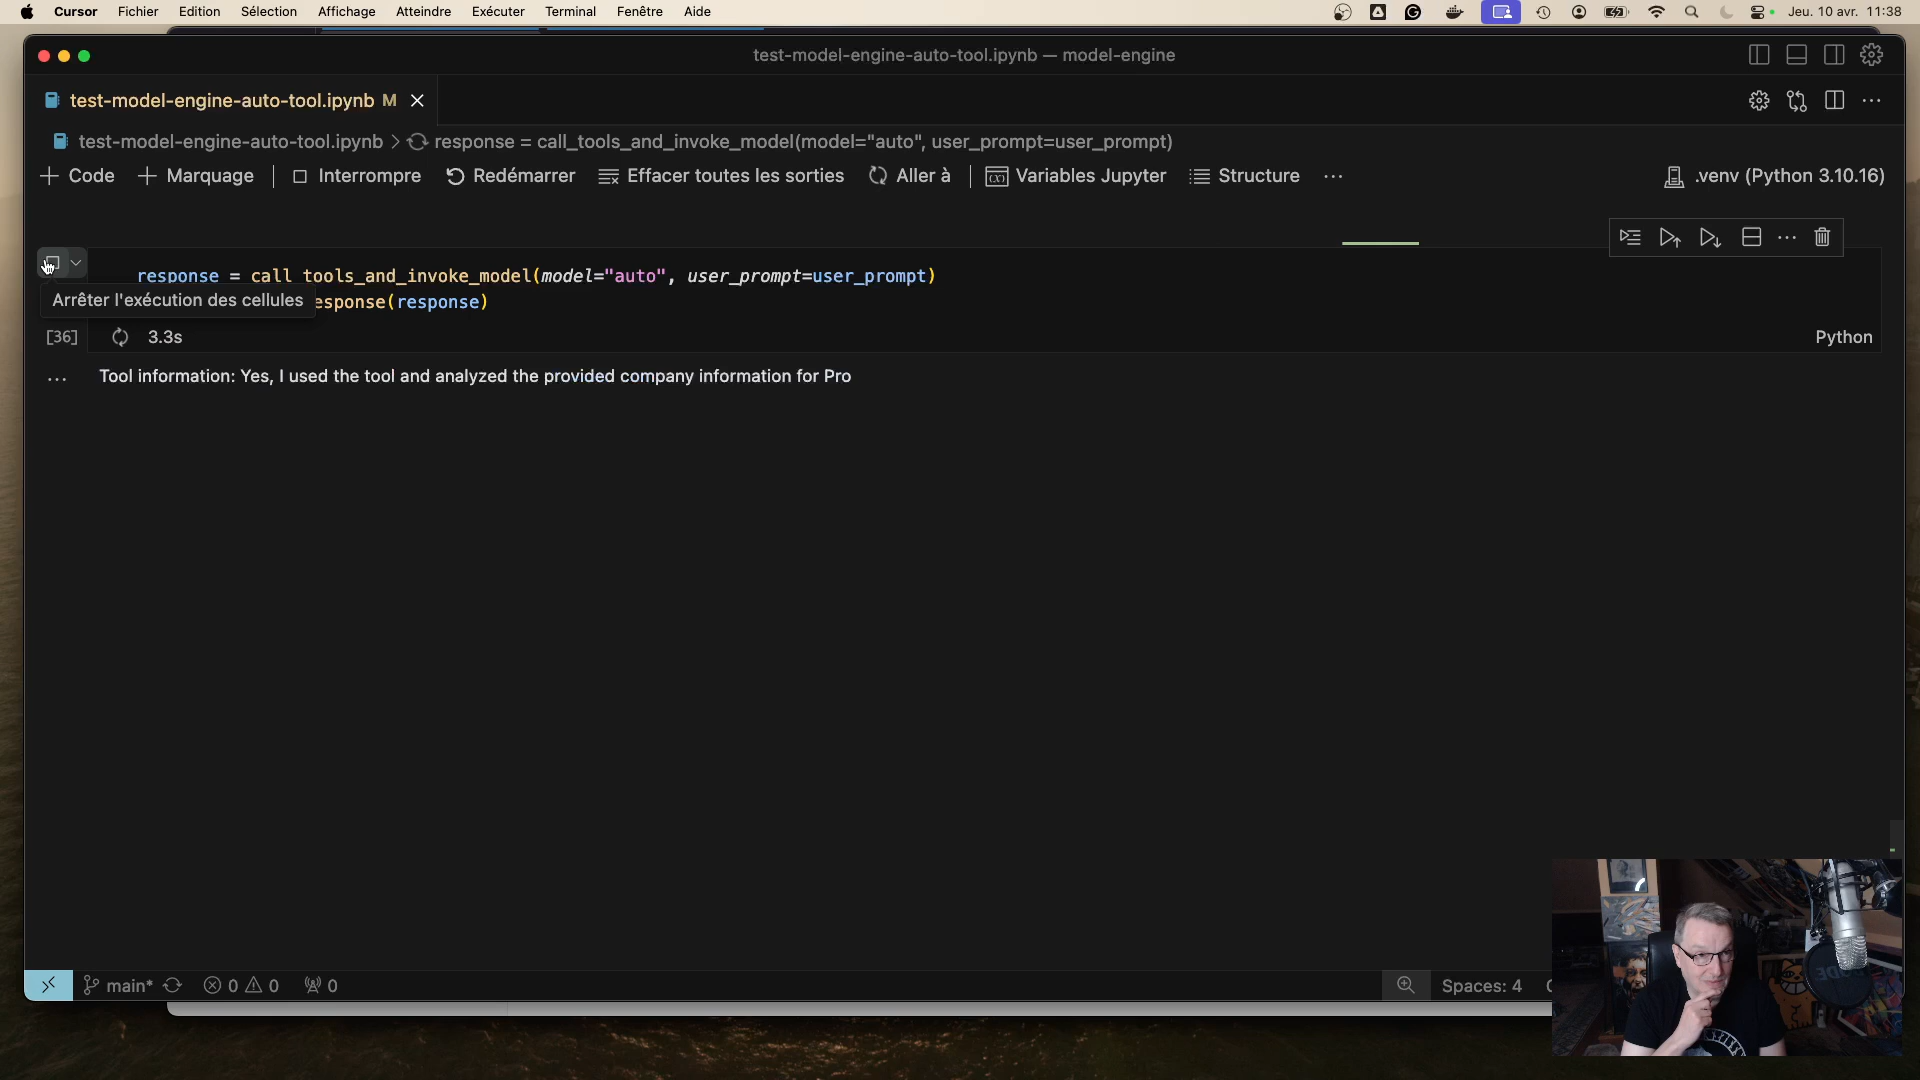 Cursor Fichier Edition Sélection Affichage Atteindre Exécuter Terminal Fenêtre Aide Jeu. 10 avr. 11:38
test-model-engine-auto-tool.ipynb — model-engine
test-model-engine-auto-tool.ipynb M
test-model-engine-auto-tool.ipynb > response = call_tools_and_invoke_model(model="auto", user_prompt=user_prompt)
+ Code + Marquage Interrompre Redémarrer Effacer toutes les sorties Aller à Variables Jupyter Structure ... .venv (Python 3.10.16)
response = call_tools_and_invoke_model(model="auto", user_prompt=user_prompt)
Arrêter l'exécution des cellules
esponse(response)
[36] 3.3s Python
... Tool information: Yes, I used the tool and analyzed the provided company information for Pro
main* 0 0 0 Spaces: 4